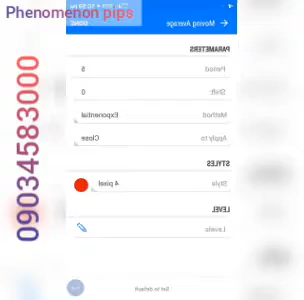 Phenomenon pips
09034583000
Moving Average
PARAMETERS
Period 5
Shift: 0
Method Exponential
Apply to Close
STYLES
Style 4 pixel
LEVEL
Levels
Set to default